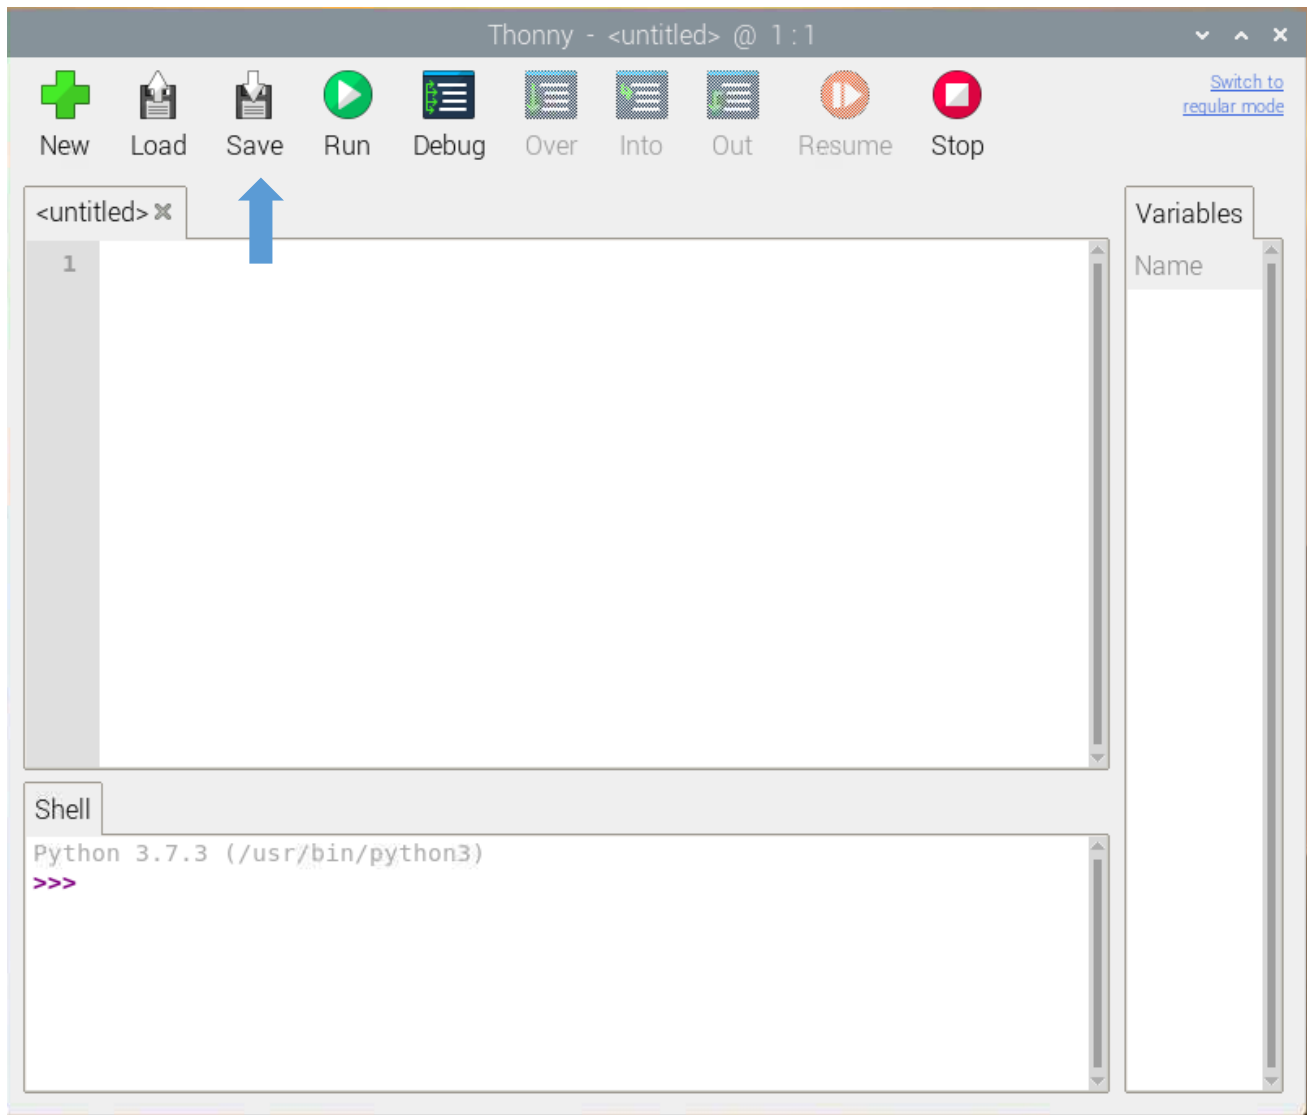 Thonny - <untitled> @ 1 : 1
New Load Save Run Debug Over Into Out Resume Stop
Switch to
regular mode
<untitled>
Variables
1
Name
Shell
Python 3.7.3 (/usr/bin/python3)
>>>